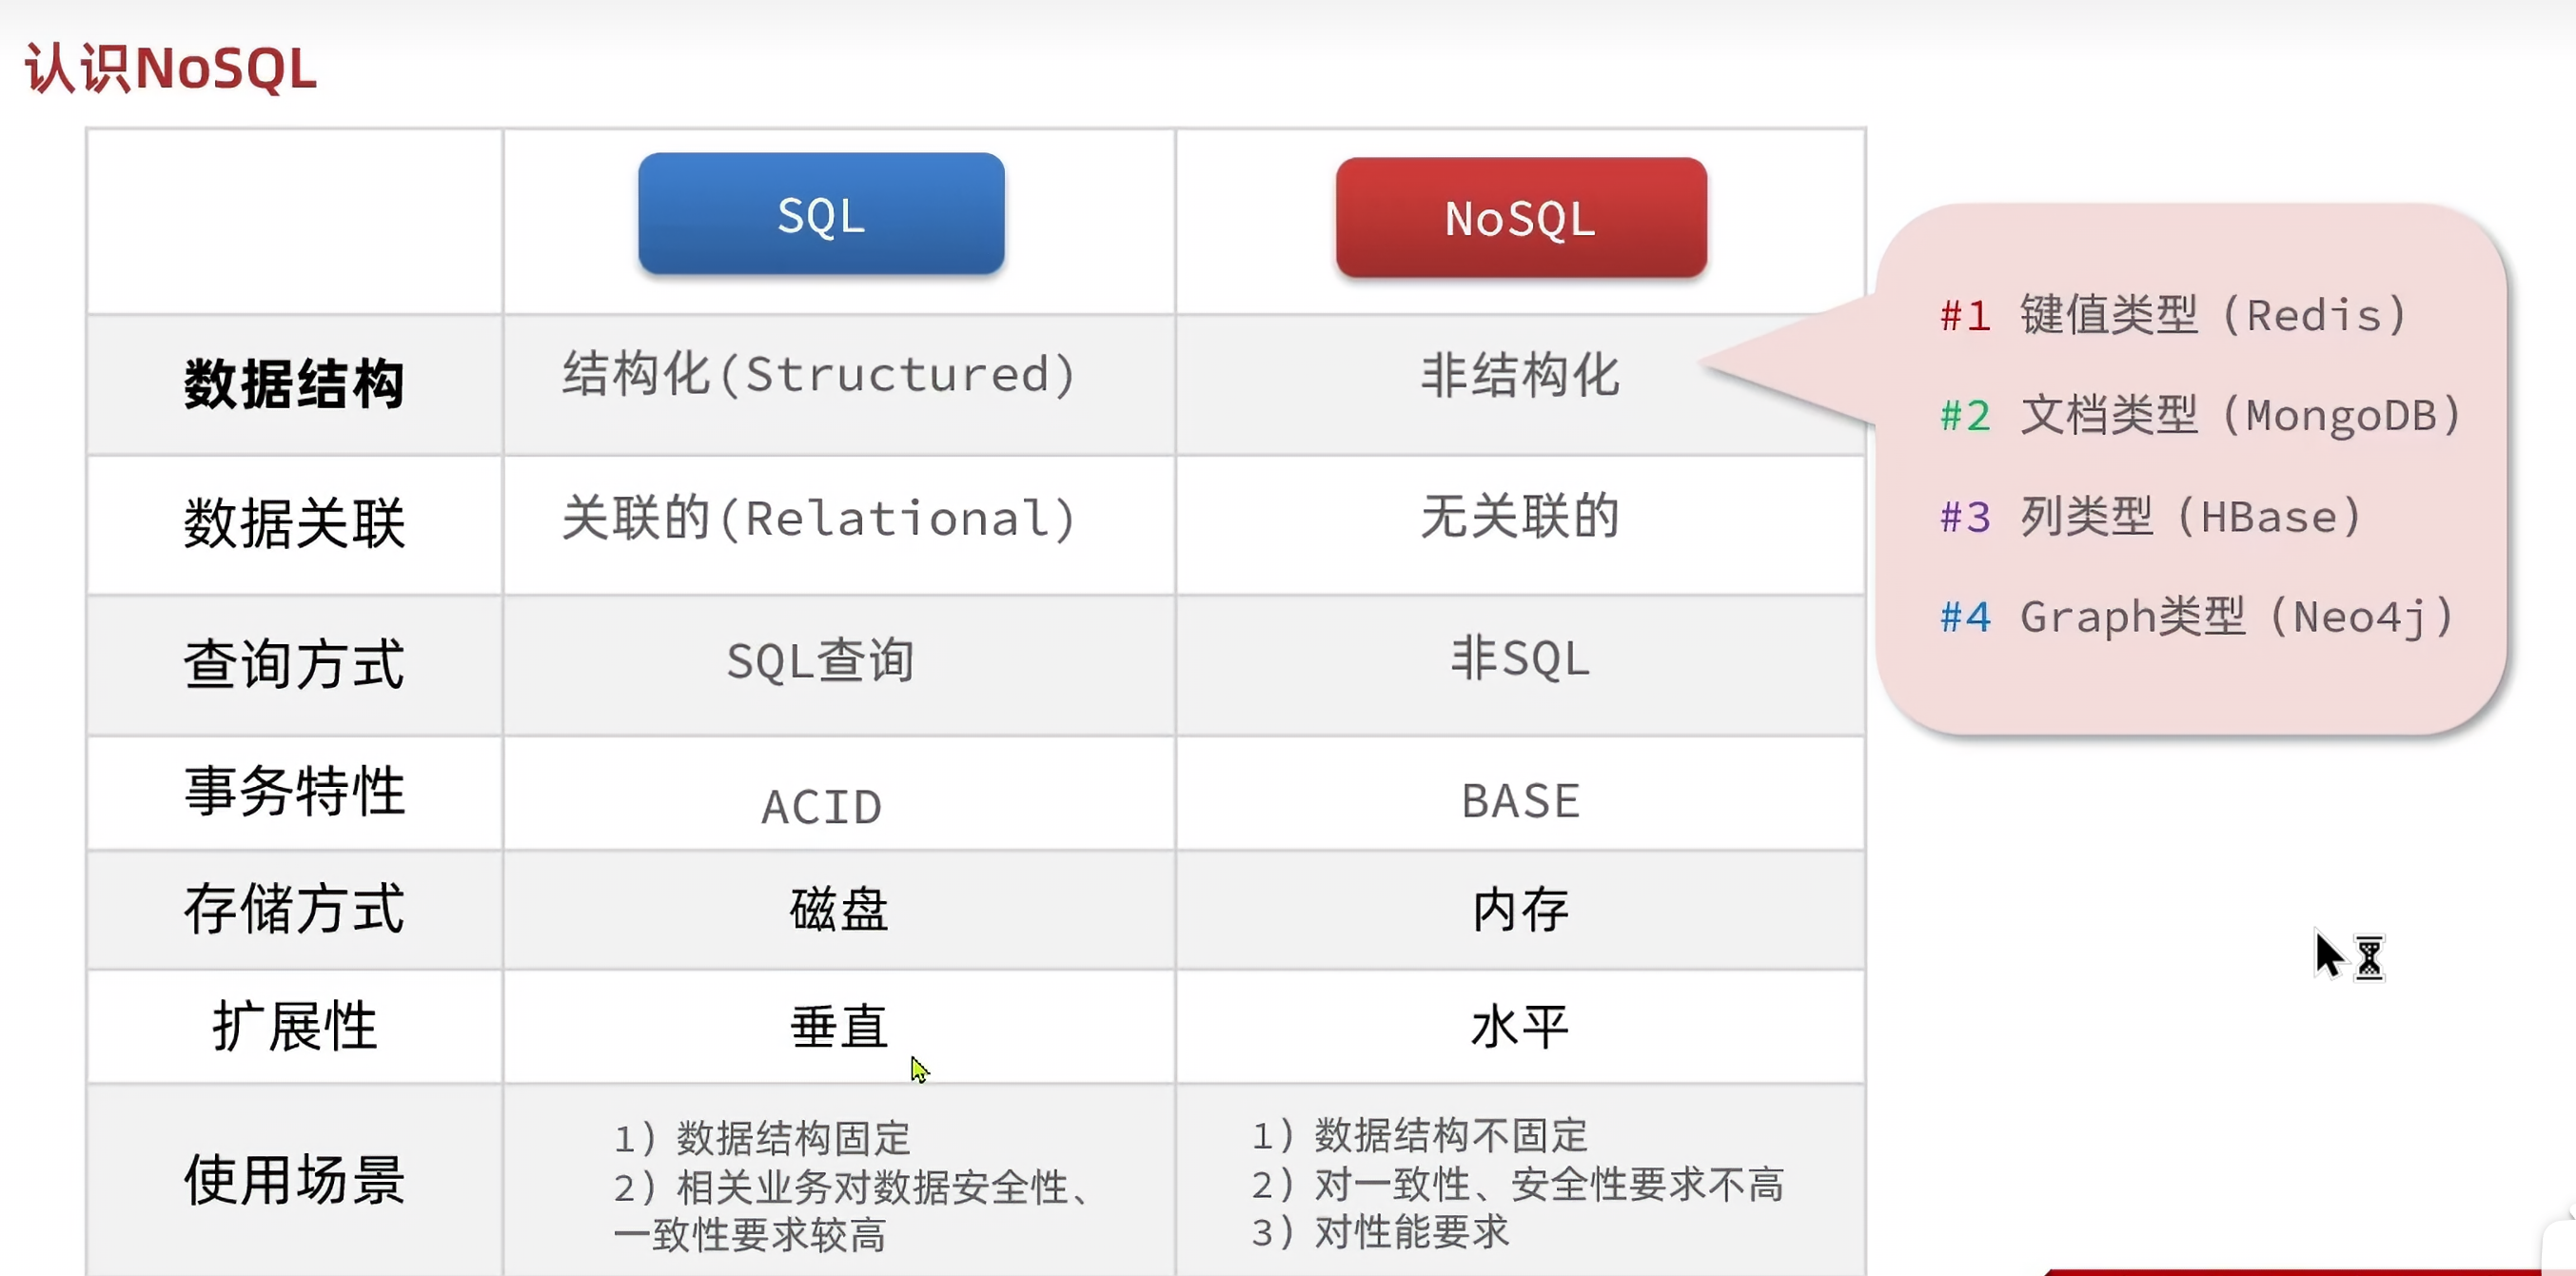 认识NoSQL
SQL
NoSQL
数据结构
结构化(Structured)
非结构化
#1 键值类型（Redis）
#2 文档类型（MongoDB）
#3 列类型（HBase）
#4 Graph类型（Neo4j）
数据关联
关联的(Relational)
无关联的
查询方式
SQL查询
非SQL
事务特性
ACID
BASE
存储方式
磁盘
内存
扩展性
垂直
水平
使用场景
1）数据结构固定
2）相关业务对数据安全性、
一致性要求较高
1）数据结构不固定
2）对一致性、安全性要求不高
3）对性能要求